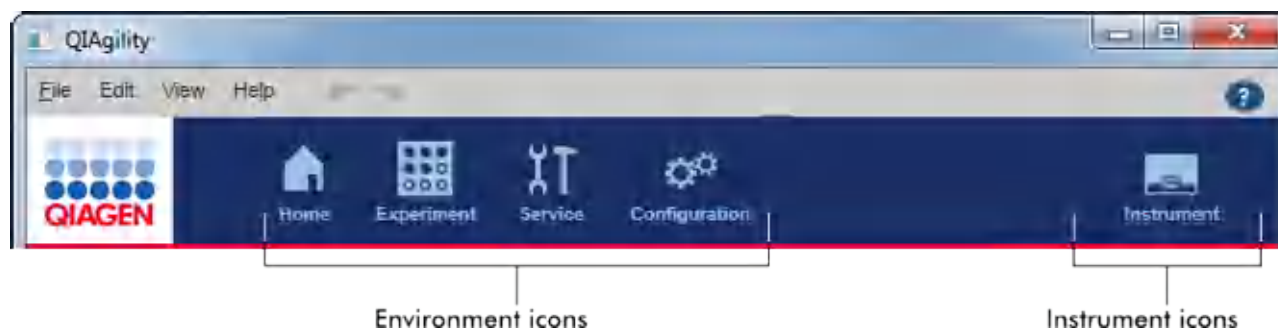 QIAgility
File Edit View Help
?
QIAGEN
Home Experiment Service Configuration Instrument
Environment icons Instrument icons